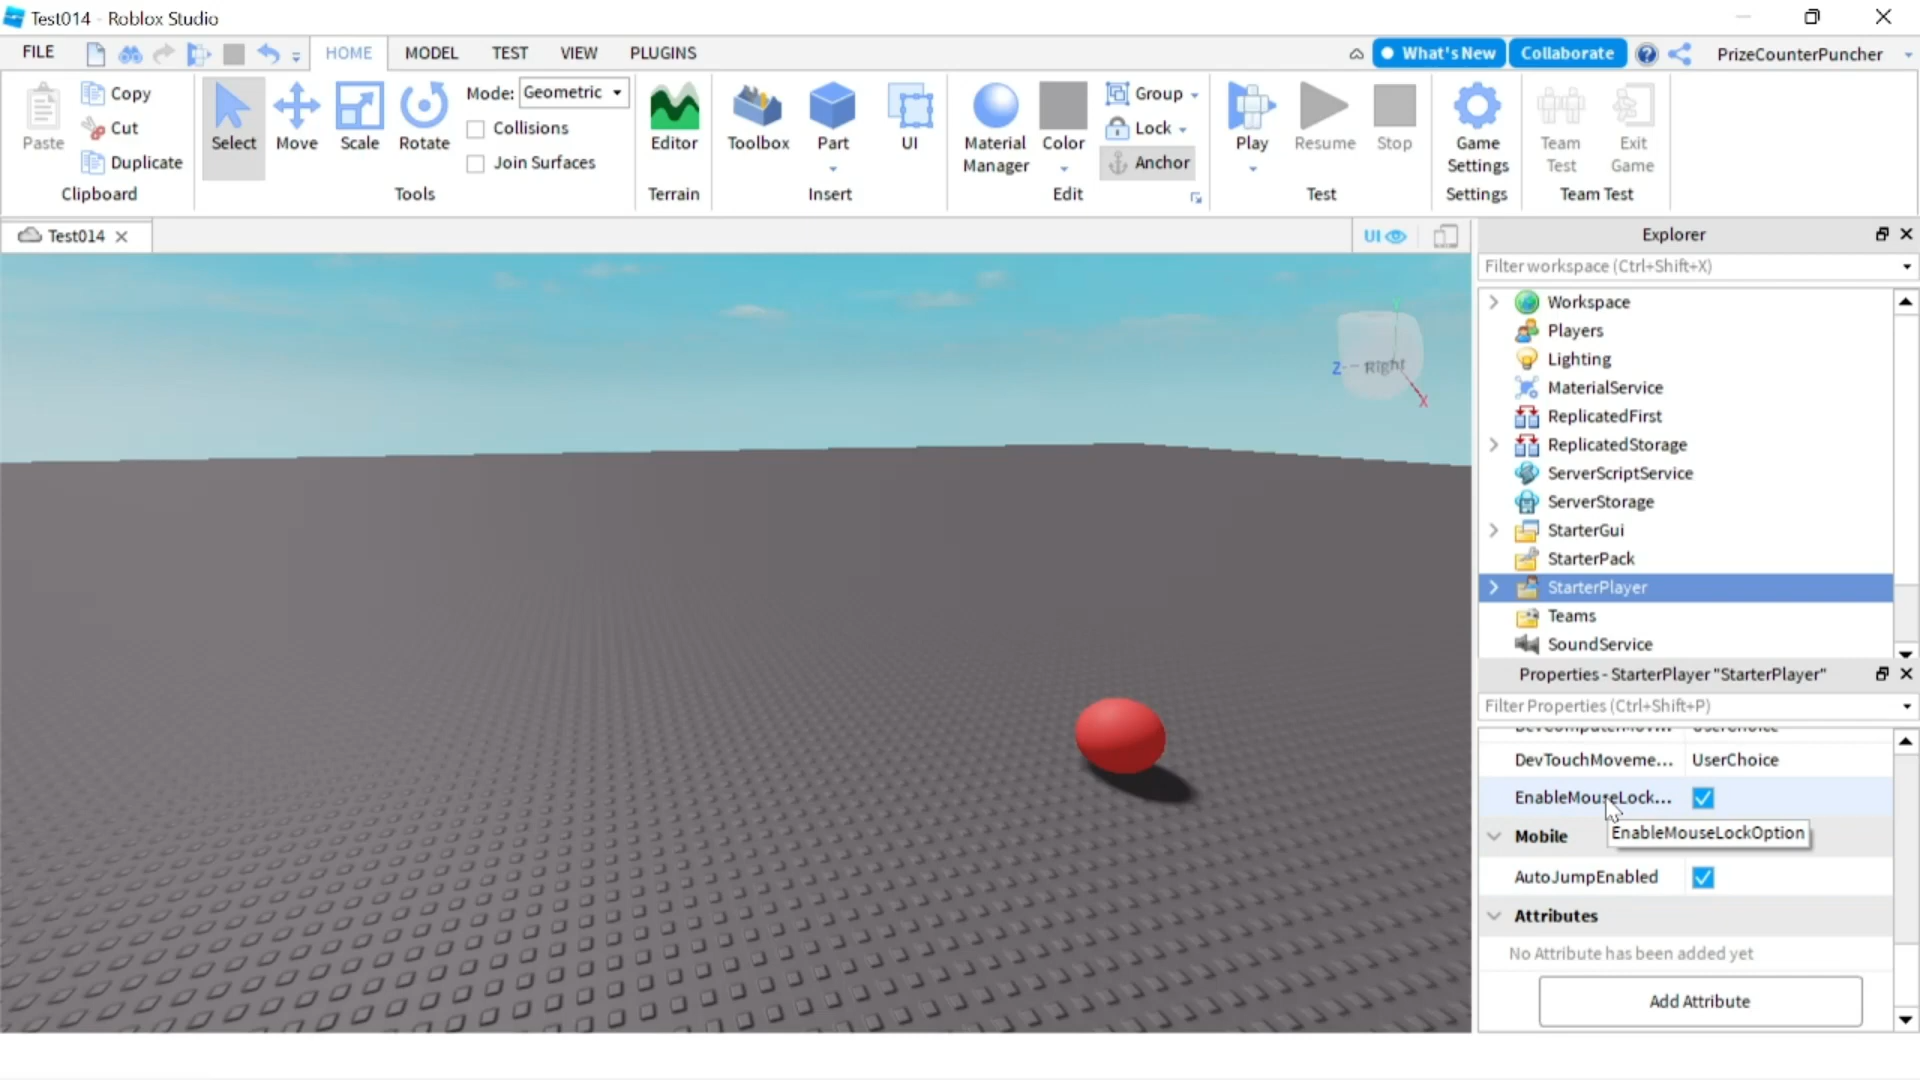 Test014 - Roblox Studio
FILE
HOME
MODEL
TEST
VIEW
PLUGINS
What's New
Collaborate
PrizeCounterPuncher
Paste
Copy
Cut
Duplicate
Clipboard
Select
Move
Scale
Rotate
Mode: Geometric
Collisions
Join Surfaces
Tools
Editor
Terrain
Toolbox
Part
UI
Insert
Material Manager
Color
Group
Lock
Anchor
Edit
Play
Resume
Stop
Test
Game Settings
Settings
Team Test
Exit Game
Team Test
Test014
UI
Y
Z
Right
X
Explorer
Filter workspace (Ctrl+Shift+X)
Workspace
Players
Lighting
MaterialService
ReplicatedFirst
ReplicatedStorage
ServerScriptService
ServerStorage
StarterGui
StarterPack
StarterPlayer
Teams
SoundService
Properties - StarterPlayer "StarterPlayer"
Filter Properties (Ctrl+Shift+P)
DevTouchMoveme... UserChoice
EnableMouseLock...
EnableMouseLockOption
Mobile
AutoJumpEnabled
Attributes
No Attribute has been added yet
Add Attribute